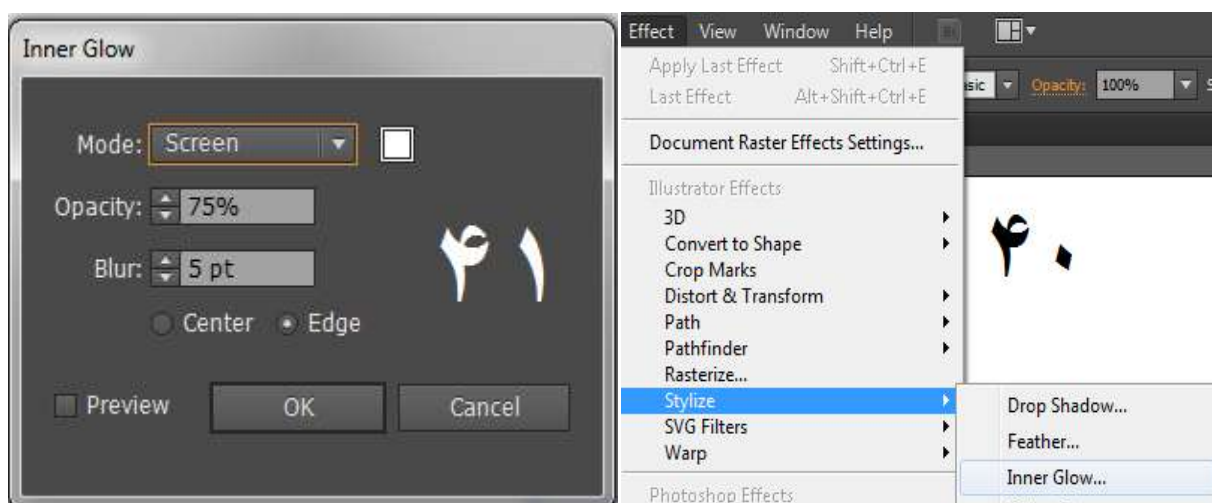 Inner Glow
Mode: Screen
Opacity: 75%
Blur: 5 pt
۴۱
Center Edge
Preview OK Cancel
Effect View Window Help
Apply Last Effect Shift+Ctrl+E
Last Effect Alt+Shift+Ctrl+E
Document Raster Effects Settings...
Illustrator Effects
3D
Convert to Shape
Crop Marks
Distort & Transform
Path
Pathfinder
Rasterize...
Stylize
SVG Filters
Warp
Photoshop Effects
Opacity: 100%
۴۰
Drop Shadow...
Feather...
Inner Glow...